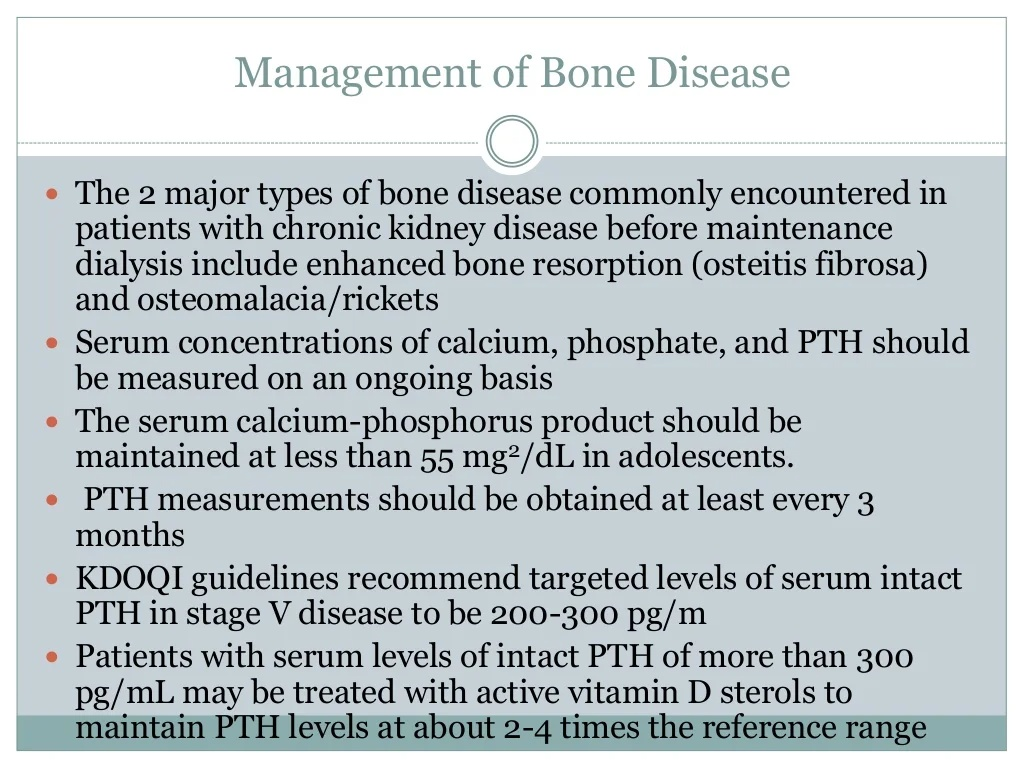 Management of Bone Disease
• The 2 major types of bone disease commonly encountered in
patients with chronic kidney disease before maintenance
dialysis include enhanced bone resorption (osteitis fibrosa)
and osteomalacia/rickets
• Serum concentrations of calcium, phosphate, and PTH should
be measured on an ongoing basis
• The serum calcium-phosphorus product should be
maintained at less than 55 mg²/dL in adolescents.
• PTH measurements should be obtained at least every 3
months
• KDOQI guidelines recommend targeted levels of serum intact
PTH in stage V disease to be 200-300 pg/m
• Patients with serum levels of intact PTH of more than 300
pg/mL may be treated with active vitamin D sterols to
maintain PTH levels at about 2-4 times the reference range